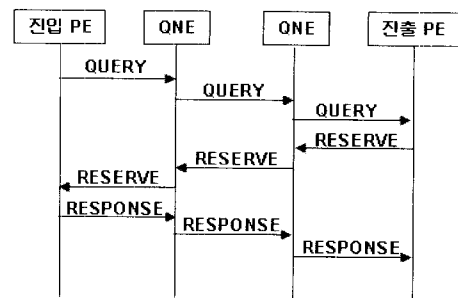 진입 PE QNE QNE 진출 PE
QUERY
QUERY
QUERY
RESERVE
RESERVE
RESERVE
RESPONSE
RESPONSE
RESPONSE